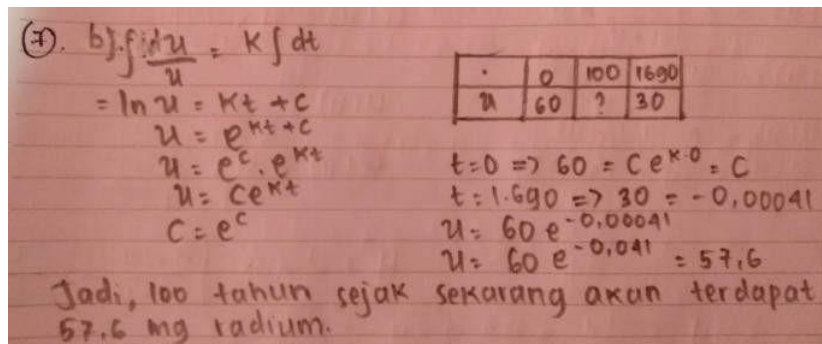 (7). b). ∫ du/u = K ∫ dt
= ln u = Kt + C
u = e^Kt + C
u = e^C . e^Kt
u = Ce^Kt
C = e^C
. 0 100 1690
u 60 ? 30
t = 0 => 60 = C e^K.0 = C
t = 1.690 => 30 = -0,00041
u = 60 e^-0,00041
u = 60 e^-0,041 = 57,6
Jadi, 100 tahun sejak sekarang akan terdapat
57,6 mg radium.